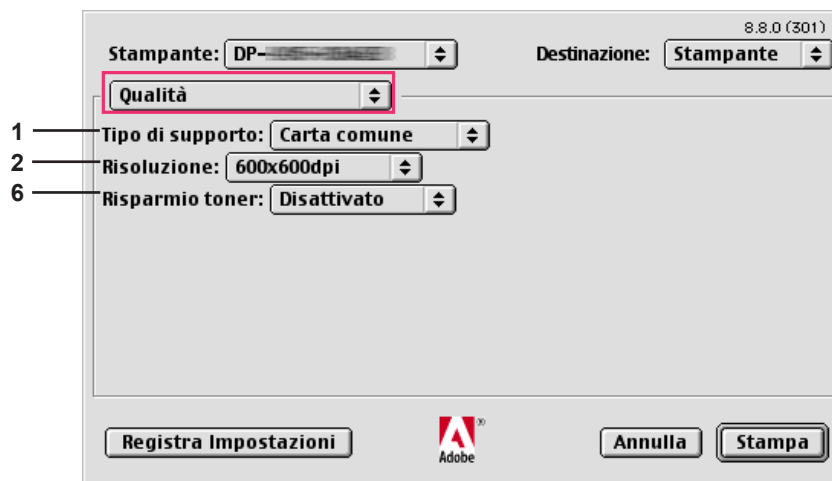 8.8.0 (301)
Stampante: DP- Destinazione: Stampante
Qualità
1 Tipo di supporto: Carta comune
2 Risoluzione: 600x600dpi
6 Risparmio toner: Disattivato
Registra Impostazioni Adobe ® Annulla Stampa